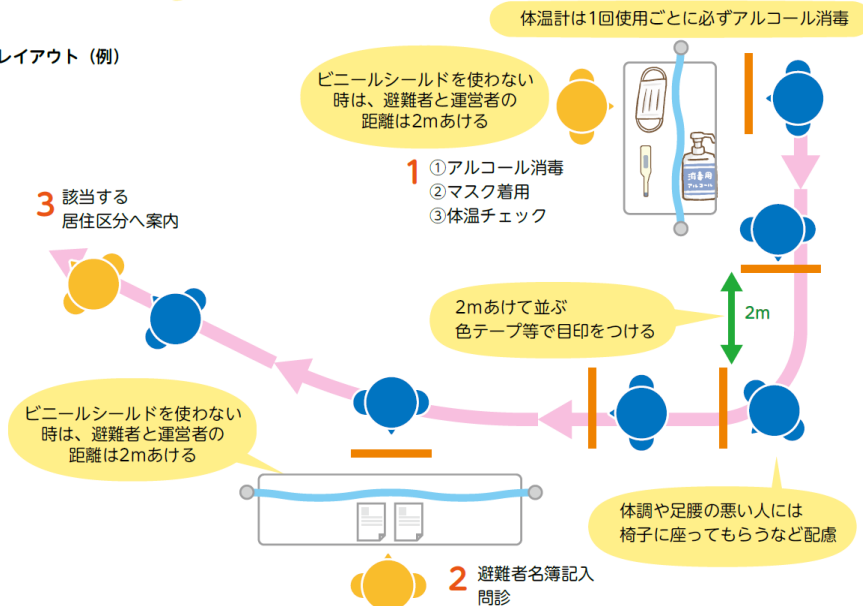 体温計は1回使用ごとに必ずアルコール消毒
レイアウト（例）
ビニールシールドを使わない
時は、避難者と運営者の
距離は2mあける
1
①アルコール消毒
②マスク着用
③体温チェック
消毒用
アルコール
3
該当する
居住区分へ案内
2mあけて並ぶ
色テープ等で目印をつける
2m
ビニールシールドを使わない
時は、避難者と運営者の
距離は2mあける
体調や足腰の悪い人には
椅子に座ってもらうなど配慮
2
避難者名簿記入
問診